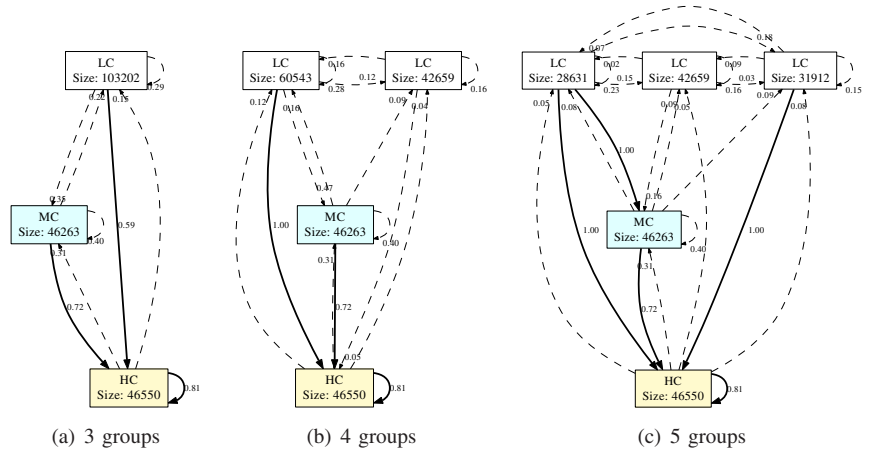 LC
Size: 103202
0.29
0.22
0.15
0.35
MC
Size: 46263
0.40
0.59
0.31
0.72
HC
Size: 46550
0.81
(a) 3 groups
LC
Size: 60543
0.16
0.28
0.12
LC
Size: 42659
0.16
0.12
0.16
0.09
0.04
0.47
MC
Size: 46263
0.40
1.00
0.31
0.72
0.05
HC
Size: 46550
0.81
(b) 4 groups
0.18
0.07
LC
Size: 28631
0.02
0.23
0.15
LC
Size: 42659
0.09
0.16
0.03
LC
Size: 31912
0.15
0.05
0.08
0.09
0.05
0.09
0.08
1.00
0.16
MC
Size: 46263
0.40
1.00
1.00
0.31
0.72
HC
Size: 46550
0.81
(c) 5 groups